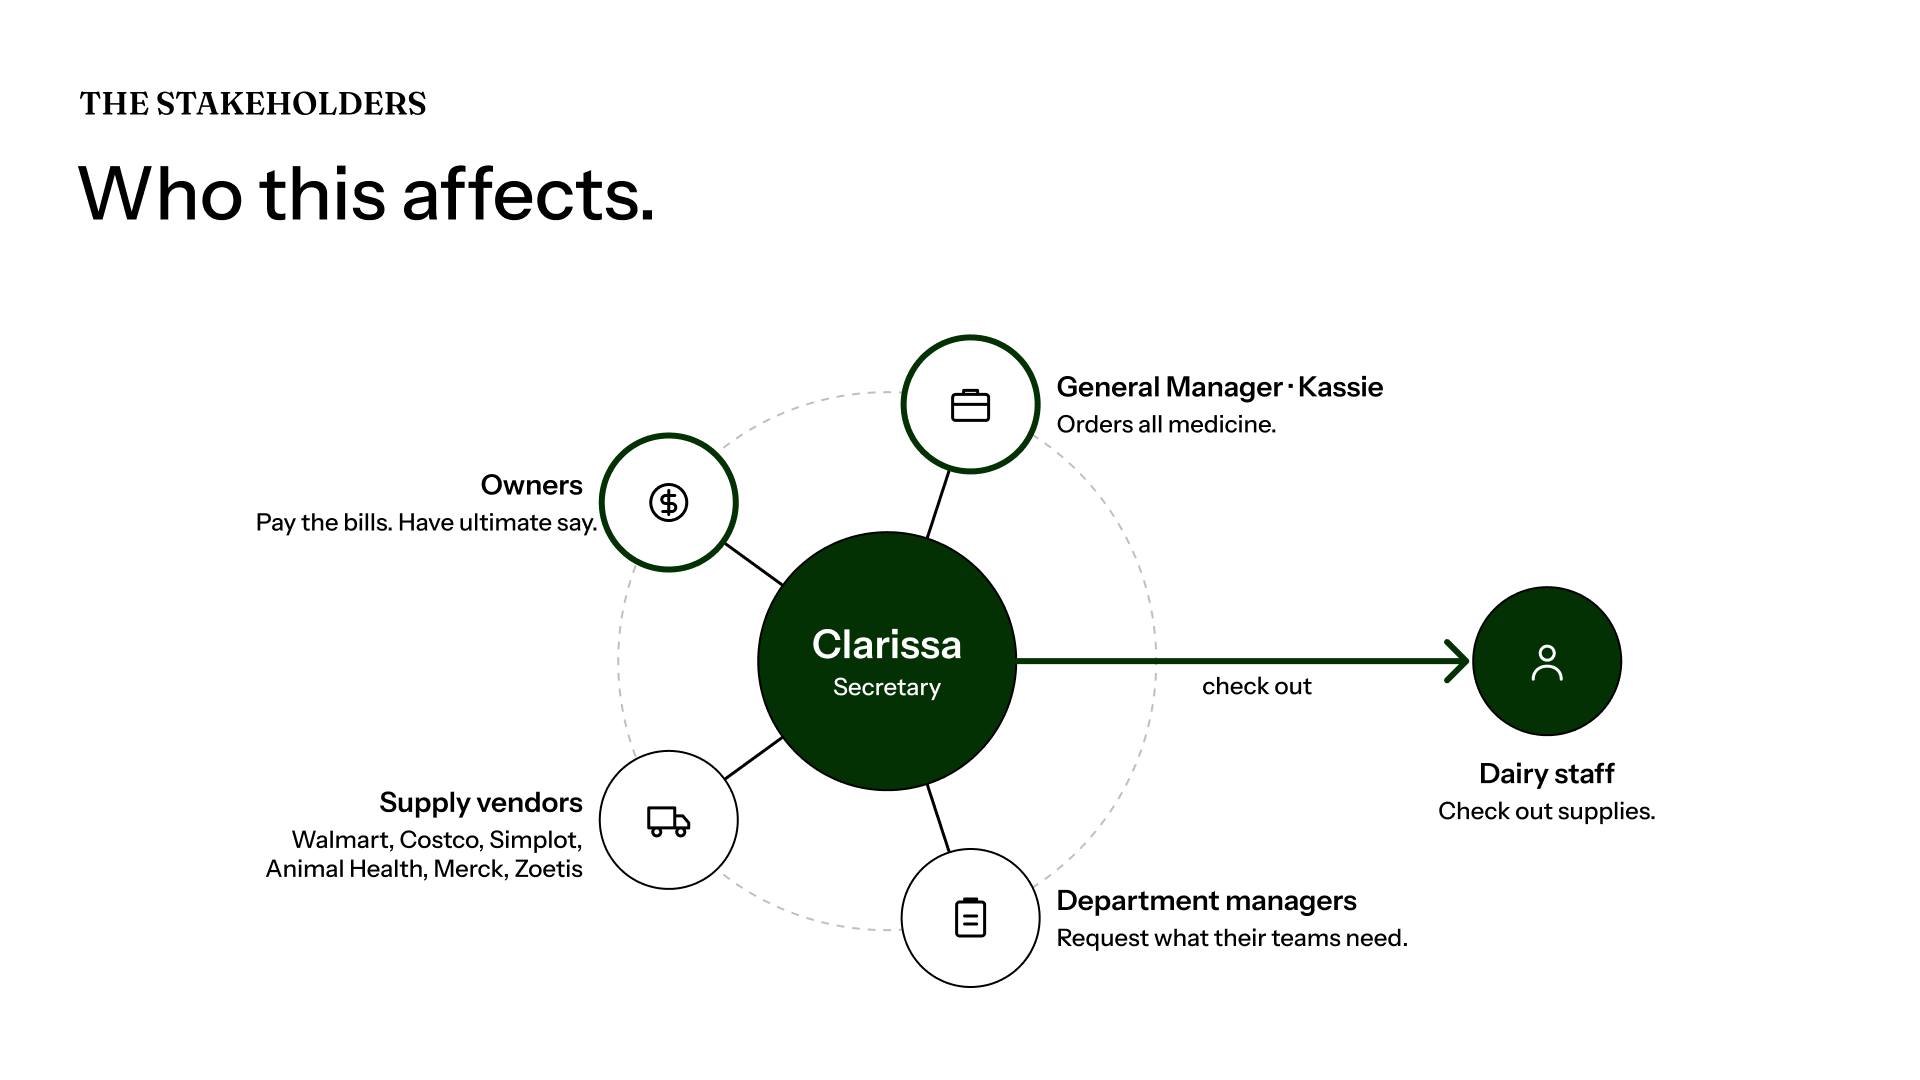 THE STAKEHOLDERS
Who this affects.
General Manager · Kassie
Orders all medicine.
Owners
Pay the bills. Have ultimate say.
Clarissa
Secretary
check out
Dairy staff
Check out supplies.
Supply vendors
Walmart, Costco, Simplot,
Animal Health, Merck, Zoetis
Department managers
Request what their teams need.